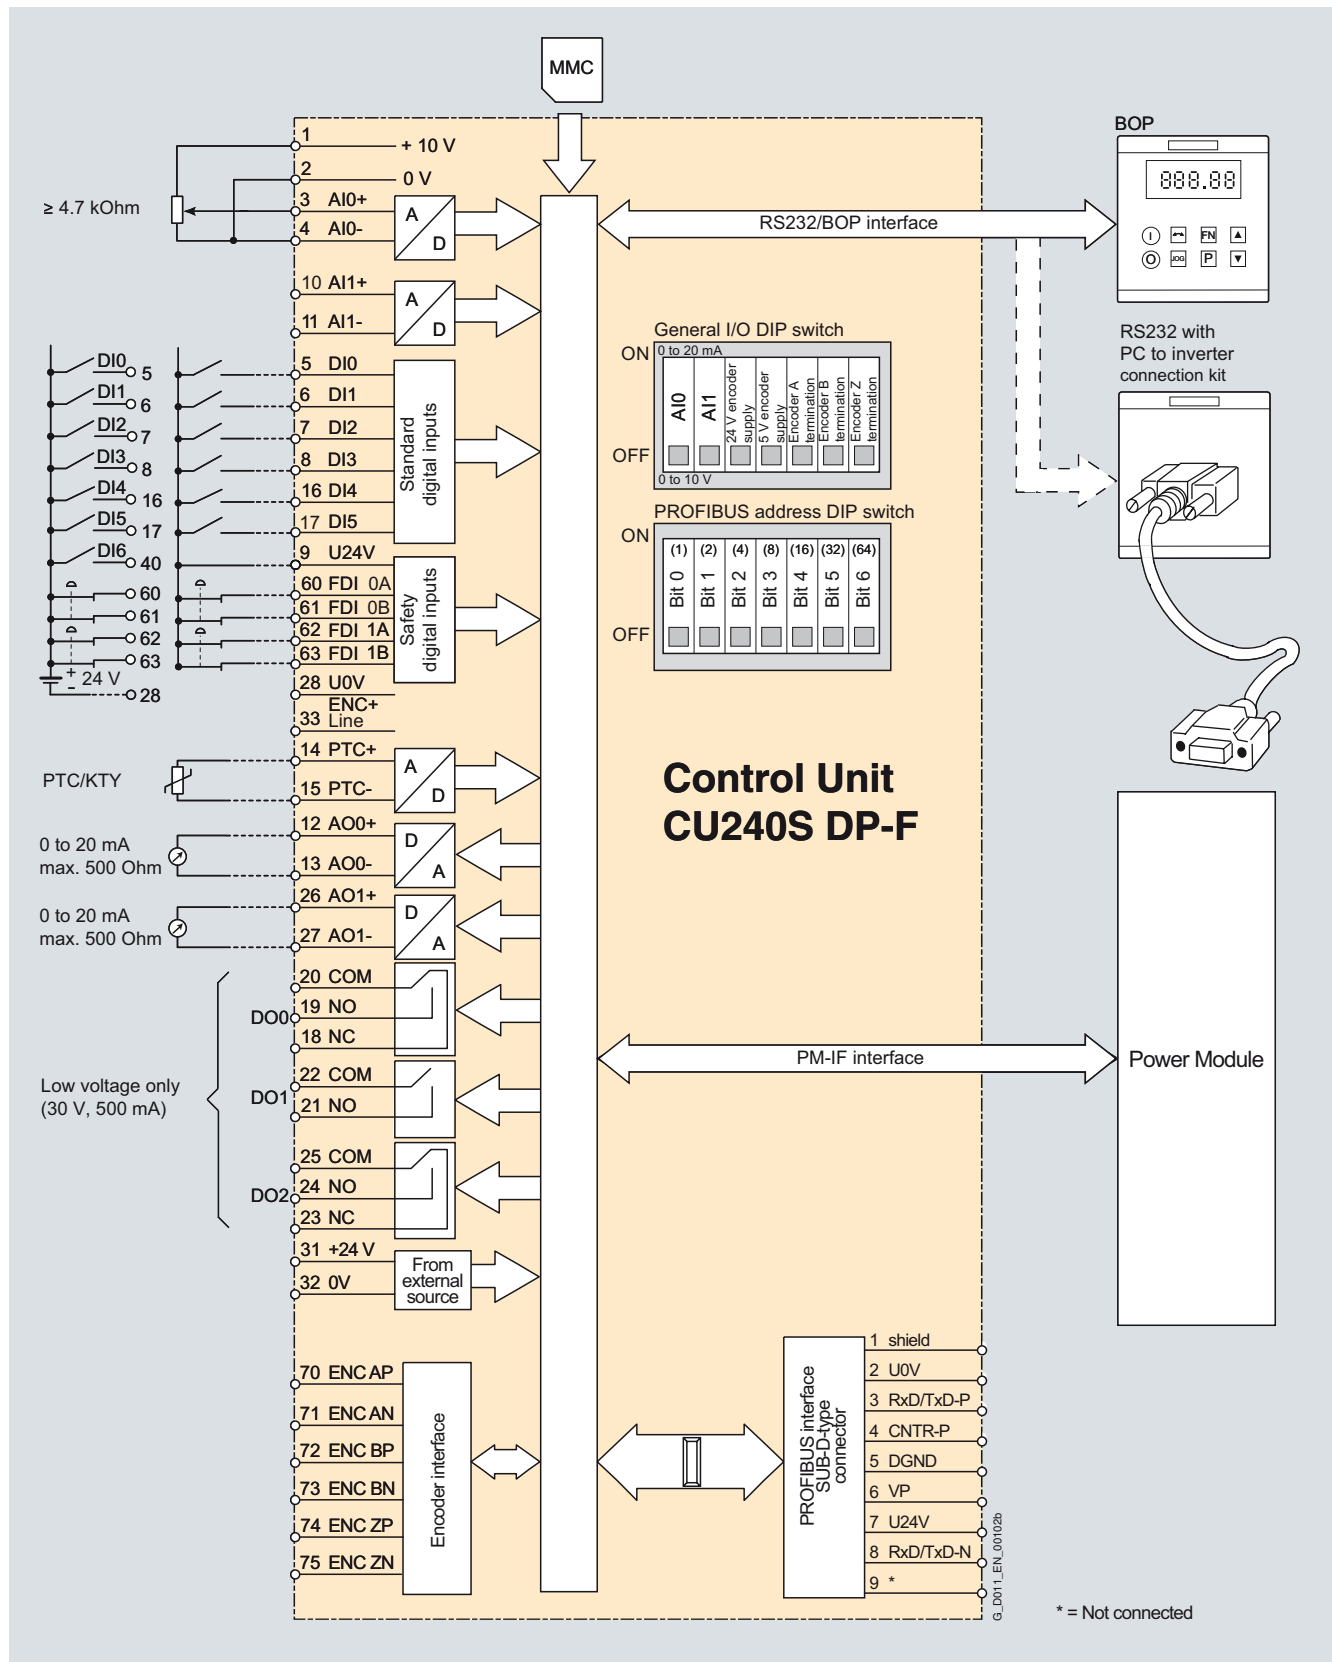 MMC
BOP
1
+ 10 V
2
0 V
≥ 4.7 kOhm
3 AI0+
4 AI0-
A
D
RS232/BOP interface
888.88
I
FN
O
JOG
P
10 AI1+
11 AI1-
A
D
RS232 with
PC to inverter
connection kit
General I/O DIP switch
ON
0 to 20 mA
AI0
AI1
24 V encoder
supply
5 V encoder
supply
Encoder A
termination
Encoder B
termination
Encoder Z
termination
OFF
0 to 10 V
PROFIBUS address DIP switch
ON
(1) (2) (4) (8) (16) (32) (64)
Bit 0
Bit 1
Bit 2
Bit 3
Bit 4
Bit 5
Bit 6
OFF
DI0 5
DI1 6
DI2 7
DI3 8
DI4 16
DI5 17
DI6 40
60
61
62
63
+
-
24 V
28
5 DI0
6 DI1
7 DI2
8 DI3
16 DI4
17 DI5
Standard
digital inputs
9 U24V
60 FDI 0A
61 FDI 0B
62 FDI 1A
63 FDI 1B
Safety
digital inputs
28 U0V
ENC+
33 Line
PTC/KTY
14 PTC+
15 PTC-
A
D
Control Unit
CU240S DP-F
0 to 20 mA
max. 500 Ohm
12 AO0+
13 AO0-
D
A
0 to 20 mA
max. 500 Ohm
26 AO1+
27 AO1-
D
A
Low voltage only
(30 V, 500 mA)
DO0
20 COM
19 NO
18 NC
DO1
22 COM
21 NO
DO2
25 COM
24 NO
23 NC
PM-IF interface
Power Module
31 +24 V
32 0V
From
external
source
70 ENC AP
71 ENC AN
72 ENC BP
73 ENC BN
74 ENC ZP
75 ENC ZN
Encoder interface
PROFIBUS interface
SUB-D-type
connector
1 shield
2 U0V
3 RxD/TxD-P
4 CNTR-P
5 DGND
6 VP
7 U24V
8 RxD/TxD-N
9 *
G_D011_EN_00102b
* = Not connected